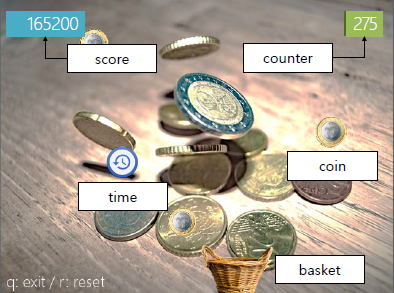 165200
275
score
counter
coin
time
basket
q: exit / r: reset